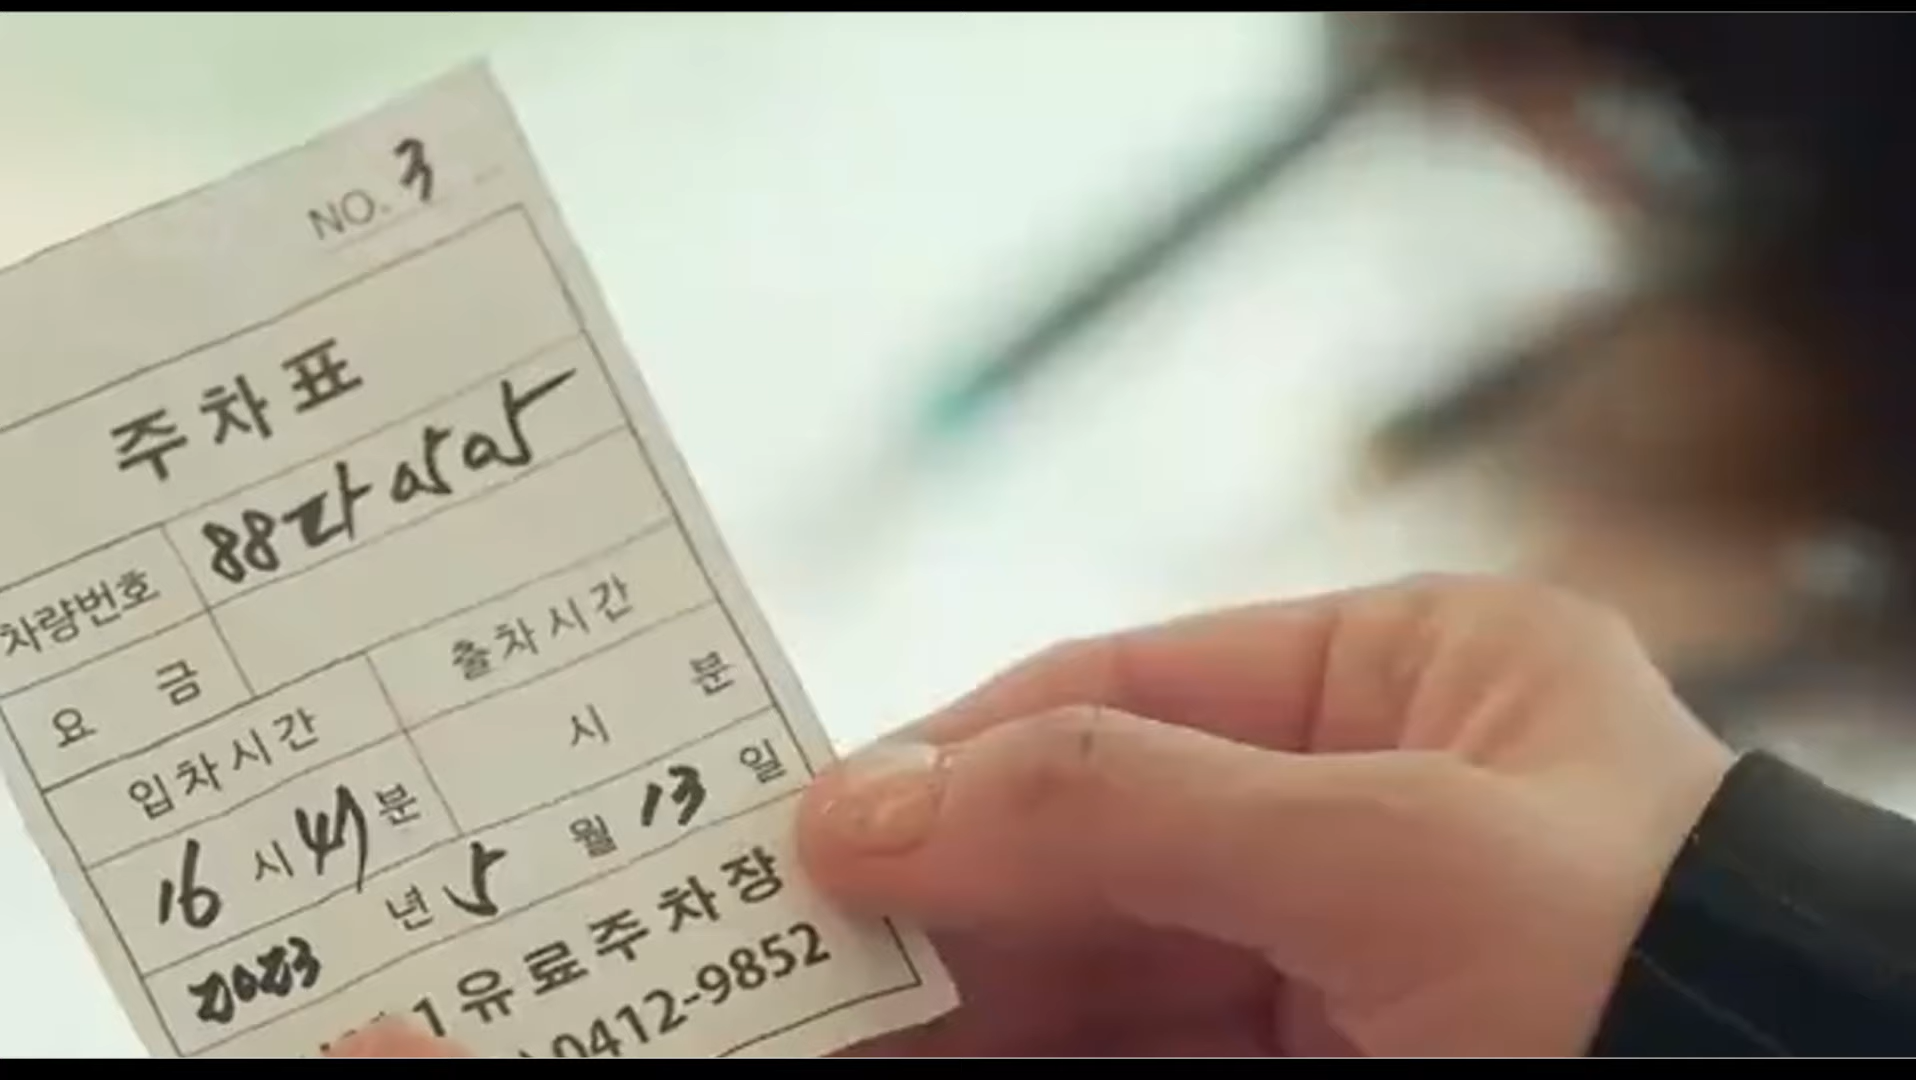 NO. 3
주차표
차량번호 88다
요 금
입차시간 출차시간
16 시 47 분 시 분
2023 년 5 월 13 일
1유료주차장
0412-9852